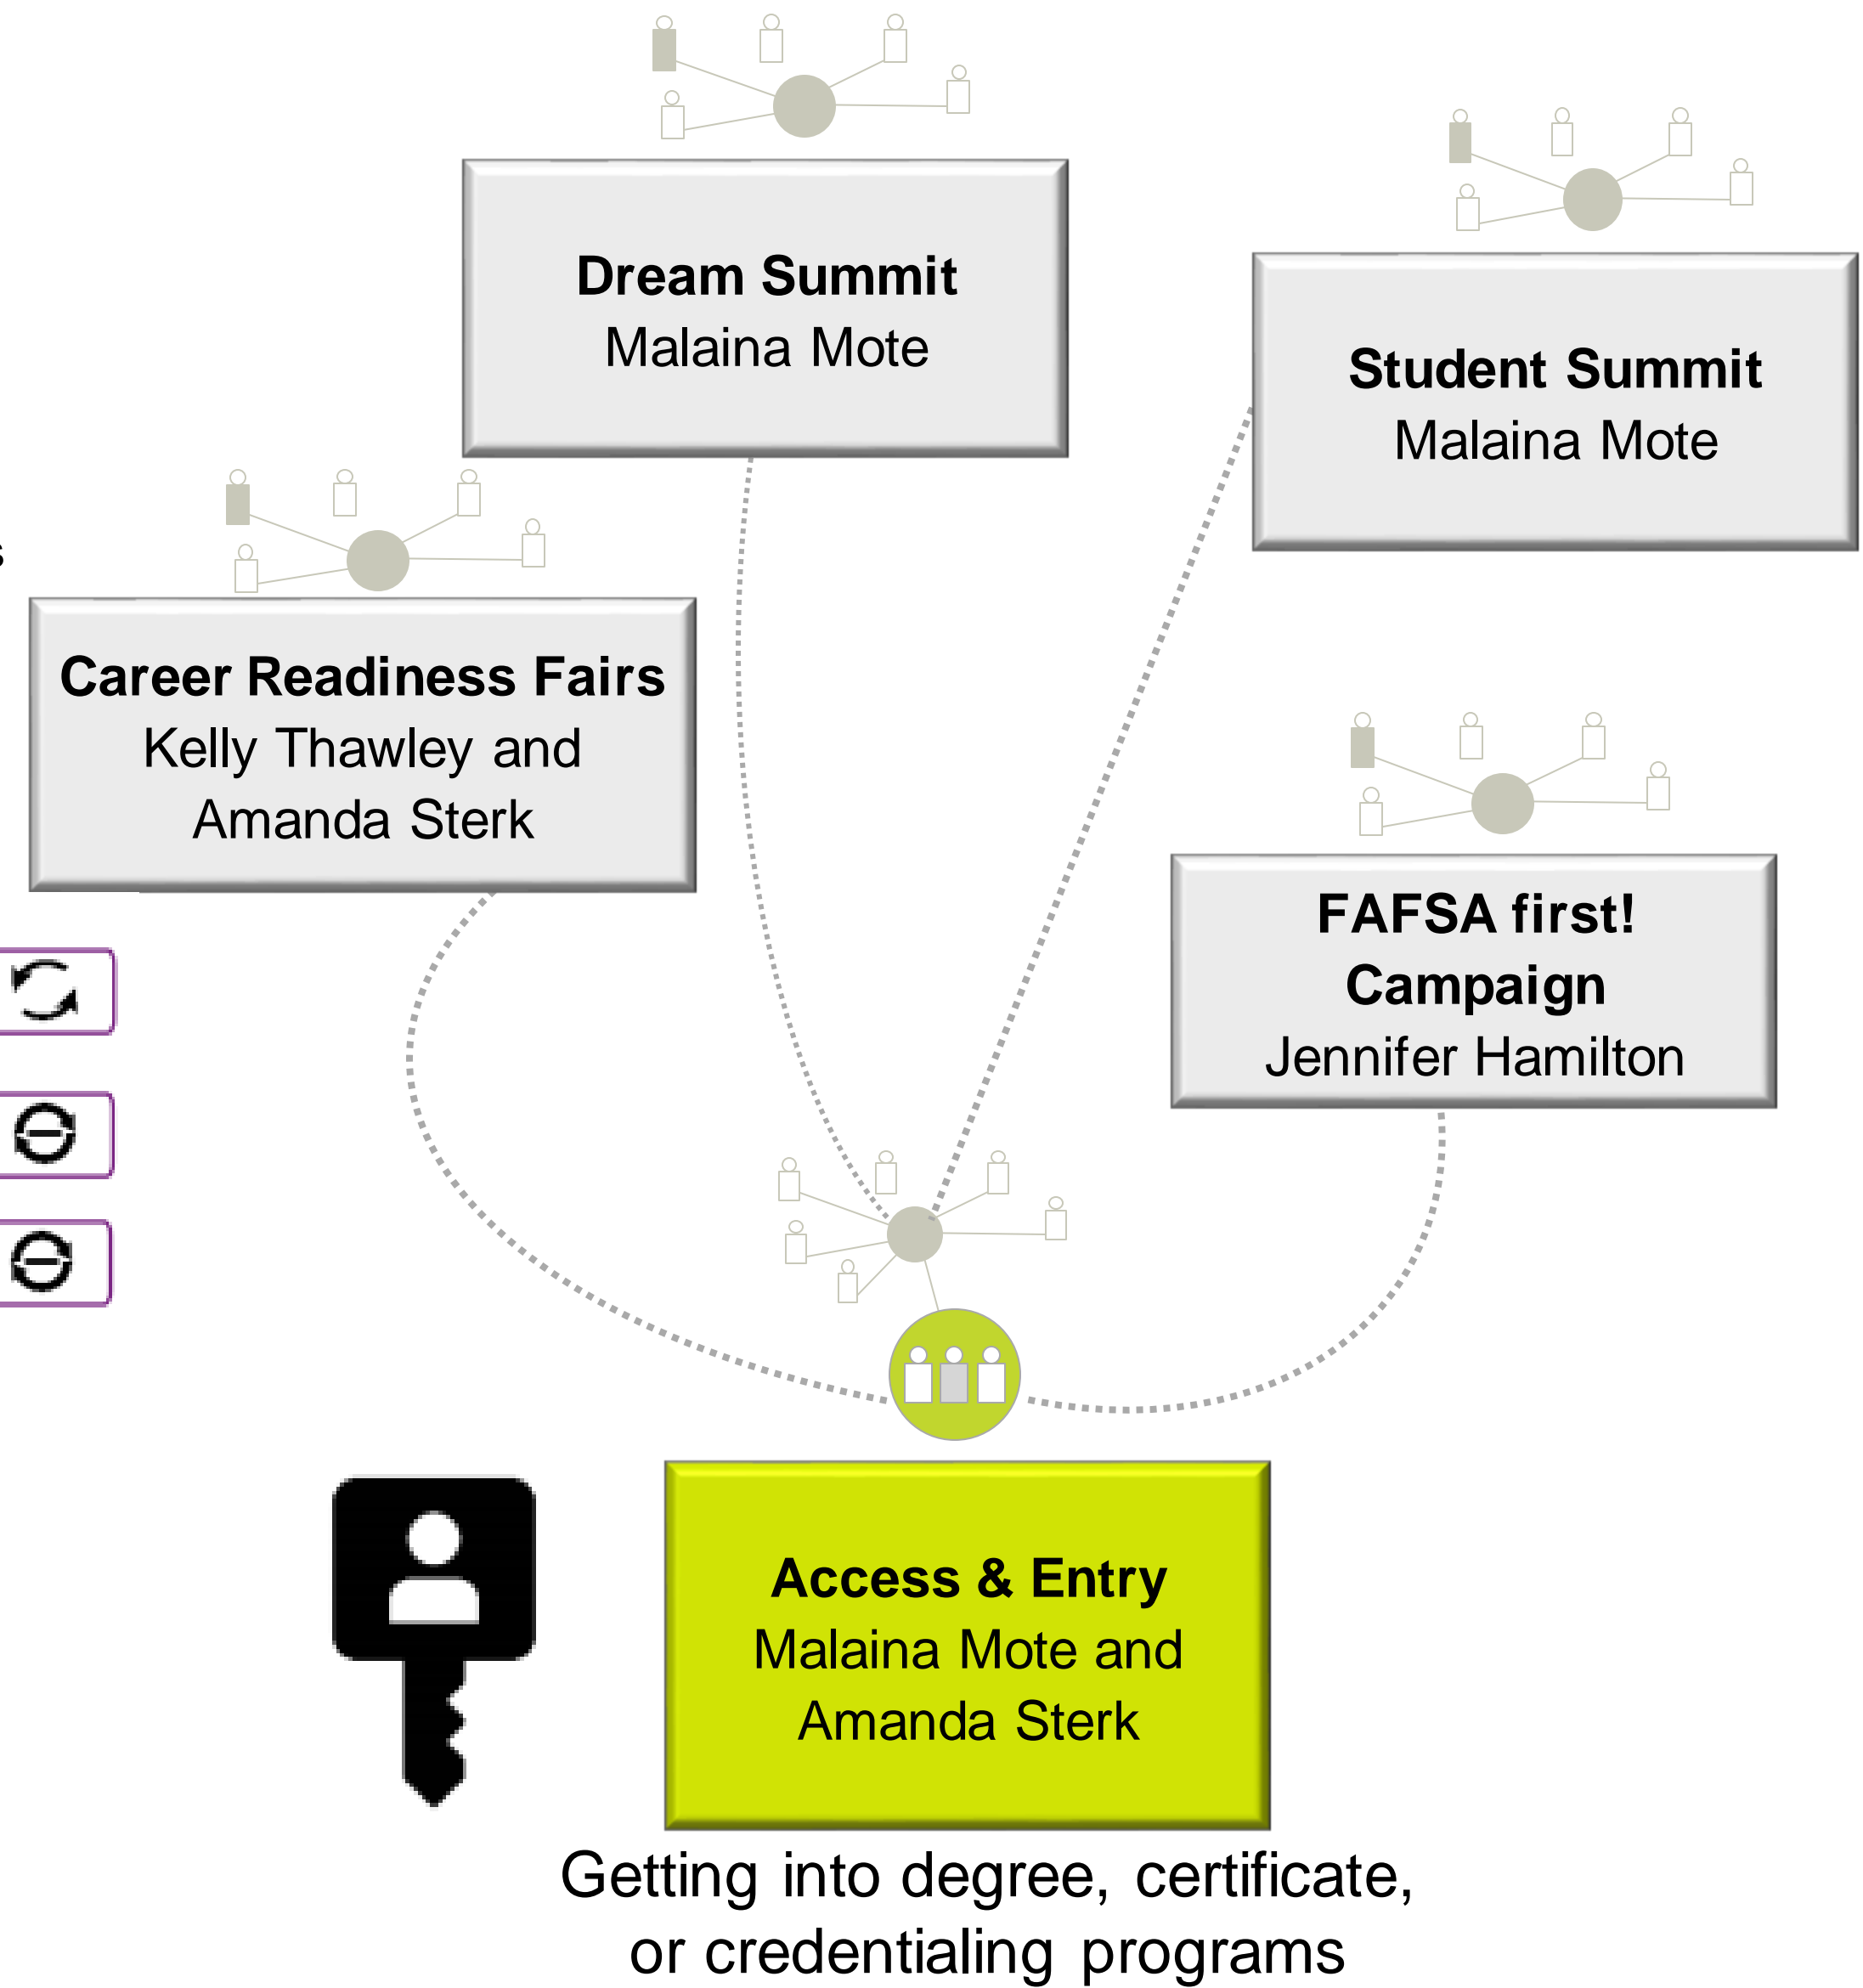 Dream Summit
Malaina Mote
Student Summit
Malaina Mote
s
Career Readiness Fairs
Kelly Thawley and
Amanda Sterk
FAFSA first!
Campaign
Jennifer Hamilton
Access & Entry
Malaina Mote and
Amanda Sterk
Getting into degree, certificate,
or credentialing programs